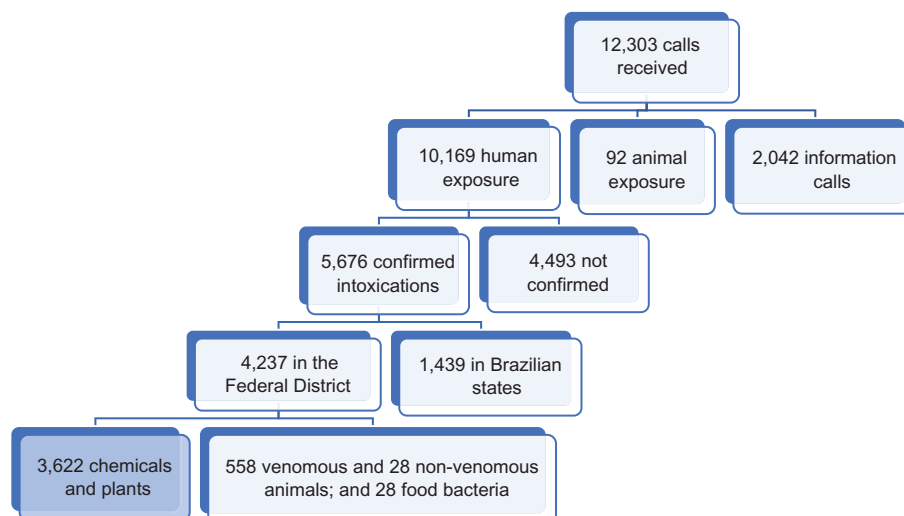 12,303 calls
received
10,169 human
exposure
92 animal
exposure
2,042 information
calls
5,676 confirmed
intoxications
4,493 not
confirmed
4,237 in the
Federal District
1,439 in Brazilian
states
3,622 chemicals
and plants
558 venomous and 28 non-venomous
animals; and 28 food bacteria